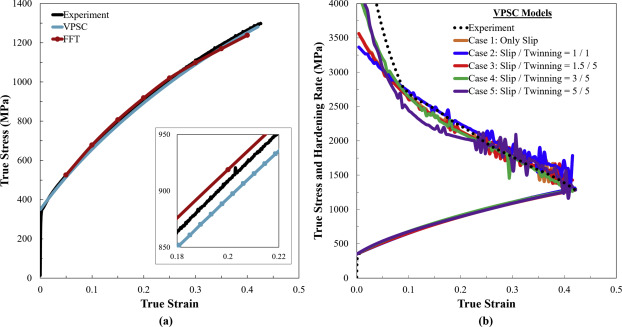 1400
1200
1000
800
600
400
200
0
0
0.1
0.2
0.3
0.4
0.5
True Stress (MPa)
True Strain
Experiment
VPSC
FFT
950
900
850
0.18
0.2
0.22
(a)
4000
3500
3000
2500
2000
1500
1000
500
0
0.0
0.1
0.2
0.3
0.4
0.5
True Stress and Hardening Rate (MPa)
True Strain
VPSC Models
Experiment
Case 1: Only Slip
Case 2: Slip / Twinning = 1 / 1
Case 3: Slip / Twinning = 1.5 / 5
Case 4: Slip / Twinning = 3 / 5
Case 5: Slip / Twinning = 5 / 5
(b)